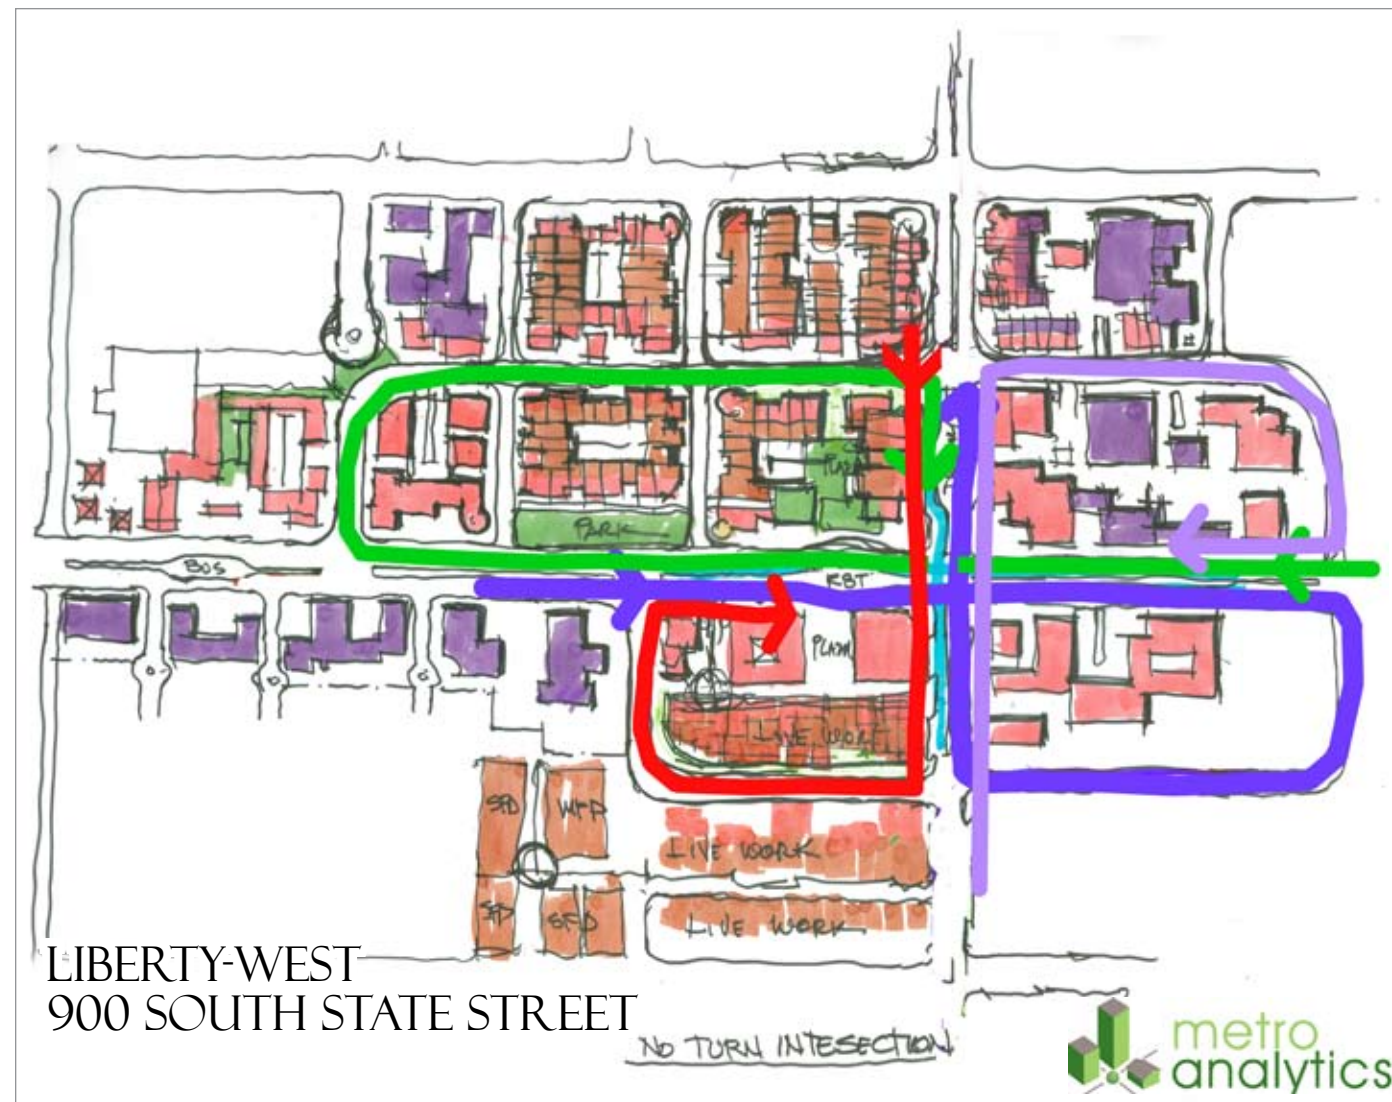 PLAZA
PARK
BUS
RBT
PLAZA
LIVE WORK
SFD
LIVE WORK
SFD
LIVE WORK
LIBERTY-WEST
900 SOUTH STATE STREET
NO TURN INTESECTION
metro
analytics